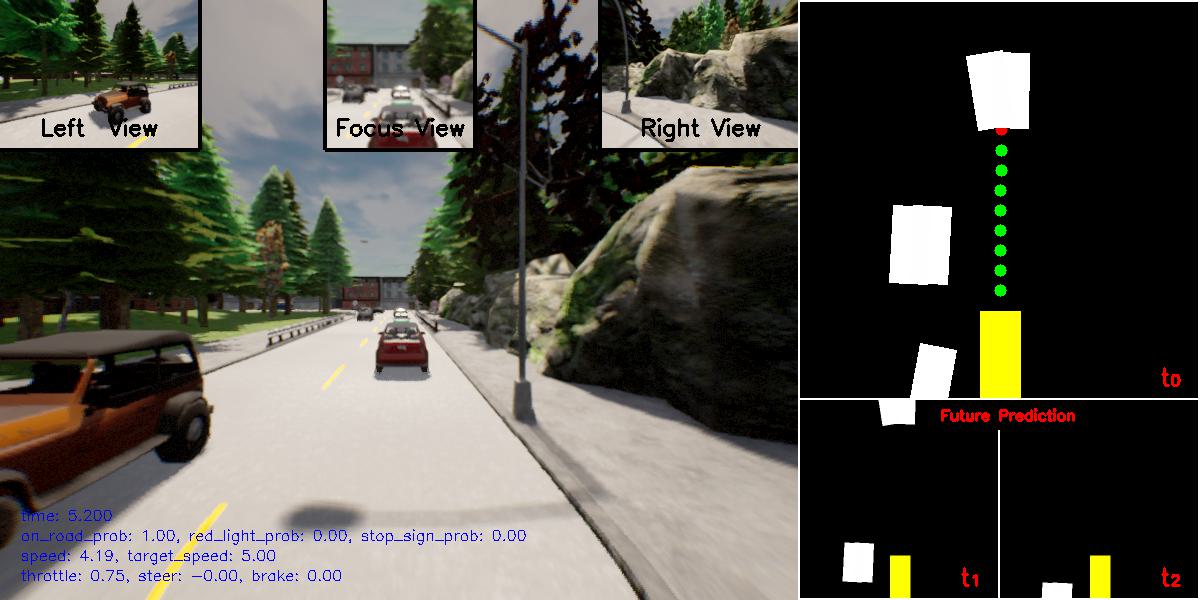 Left View
Focus View
Right View
time: 5.200
on_road_prob: 1.00, red_light_prob: 0.00, stop_sign_prob: 0.00
speed: 4.19, target_speed: 5.00
throttle: 0.75, steer: -0.00, brake: 0.00
t0
Future Prediction
t1
t2